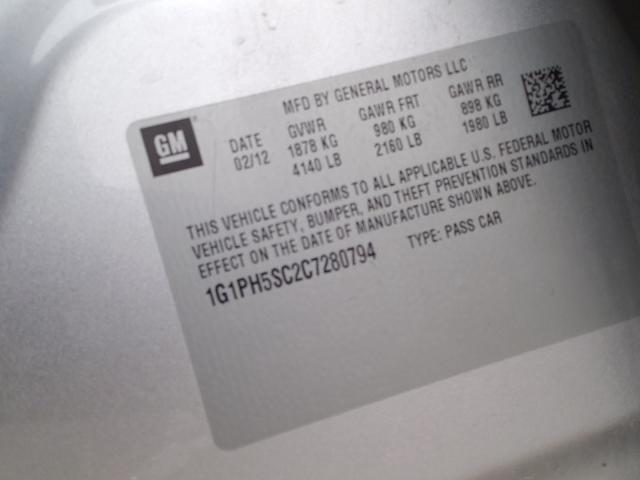 MFD BY GENERAL MOTORS LLC
GM
DATE GVWR GAWR FRT GAWR RR
02/12 1878 KG 980 KG 898 KG
4140 LB 2160 LB 1980 LB
THIS VEHICLE CONFORMS TO ALL APPLICABLE U.S. FEDERAL MOTOR
VEHICLE SAFETY, BUMPER, AND THEFT PREVENTION STANDARDS IN
EFFECT ON THE DATE OF MANUFACTURE SHOWN ABOVE.
1G1PH5SC2C7280794 TYPE: PASS CAR